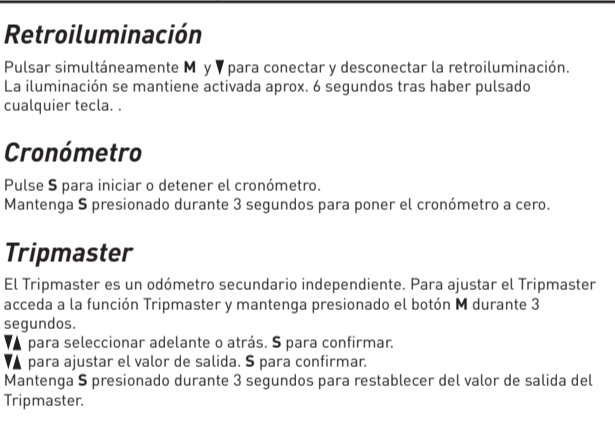 Retroiluminación
Pulsar simultáneamente M y ▼ para conectar y desconectar la retroiluminación.
La iluminación se mantiene activada aprox. 6 segundos tras haber pulsado
cualquier tecla. .
Cronómetro
Pulse S para iniciar o detener el cronómetro.
Mantenga S presionado durante 3 segundos para poner el cronómetro a cero.
Tripmaster
El Tripmaster es un odómetro secundario independiente. Para ajustar el Tripmaster
acceda a la función Tripmaster y mantenga presionado el botón M durante 3
segundos.
▼▲ para seleccionar adelante o atrás. S para confirmar.
▼▲ para ajustar el valor de salida. S para confirmar.
Mantenga S presionado durante 3 segundos para restablecer del valor de salida del
Tripmaster.